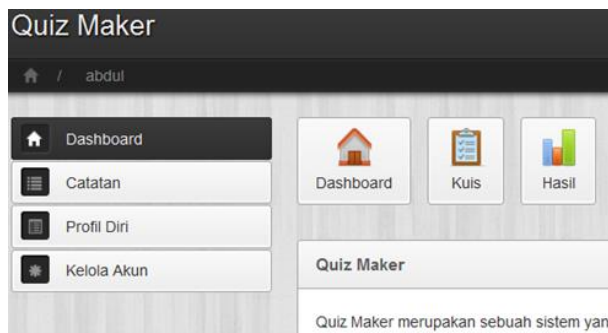 Quiz Maker
/ abdul
Dashboard
Catatan
Profil Diri
Kelola Akun
Dashboard Kuis Hasil
Quiz Maker
Quiz Maker merupakan sebuah sistem yan